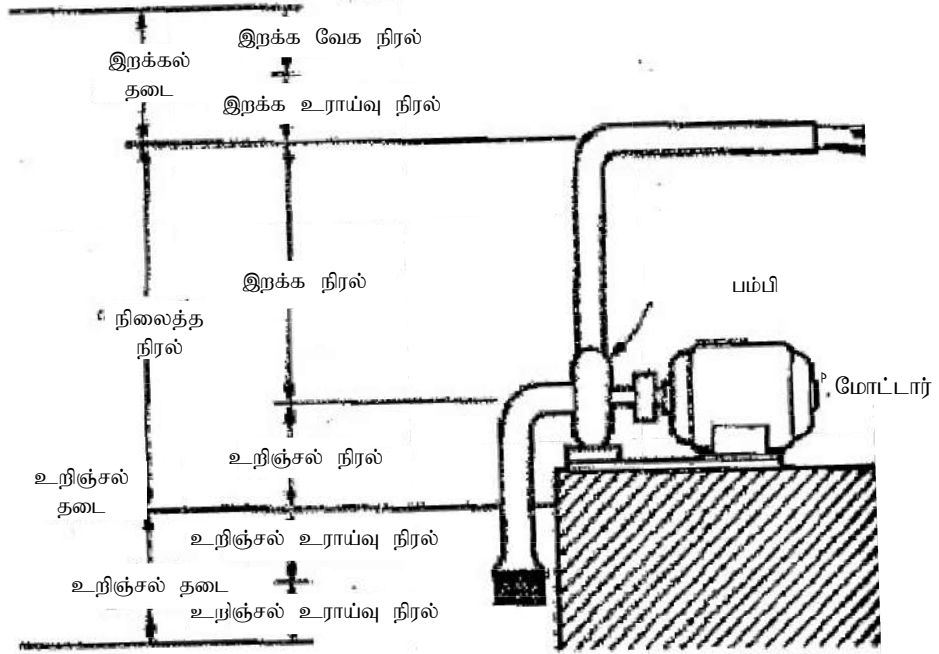 இறக்க வேக நிரல்
இறக்கல்
தடை
இறக்க உராய்வு நிரல்
இறக்க நிரல்
பம்பி
நிலைத்த
நிரல்
மோட்டார்
உறிஞ்சல் நிரல்
உறிஞ்சல்
தடை
உறிஞ்சல் உராய்வு நிரல்
உறிஞ்சல் தடை
உறிஞ்சல் உராய்வு நிரல்